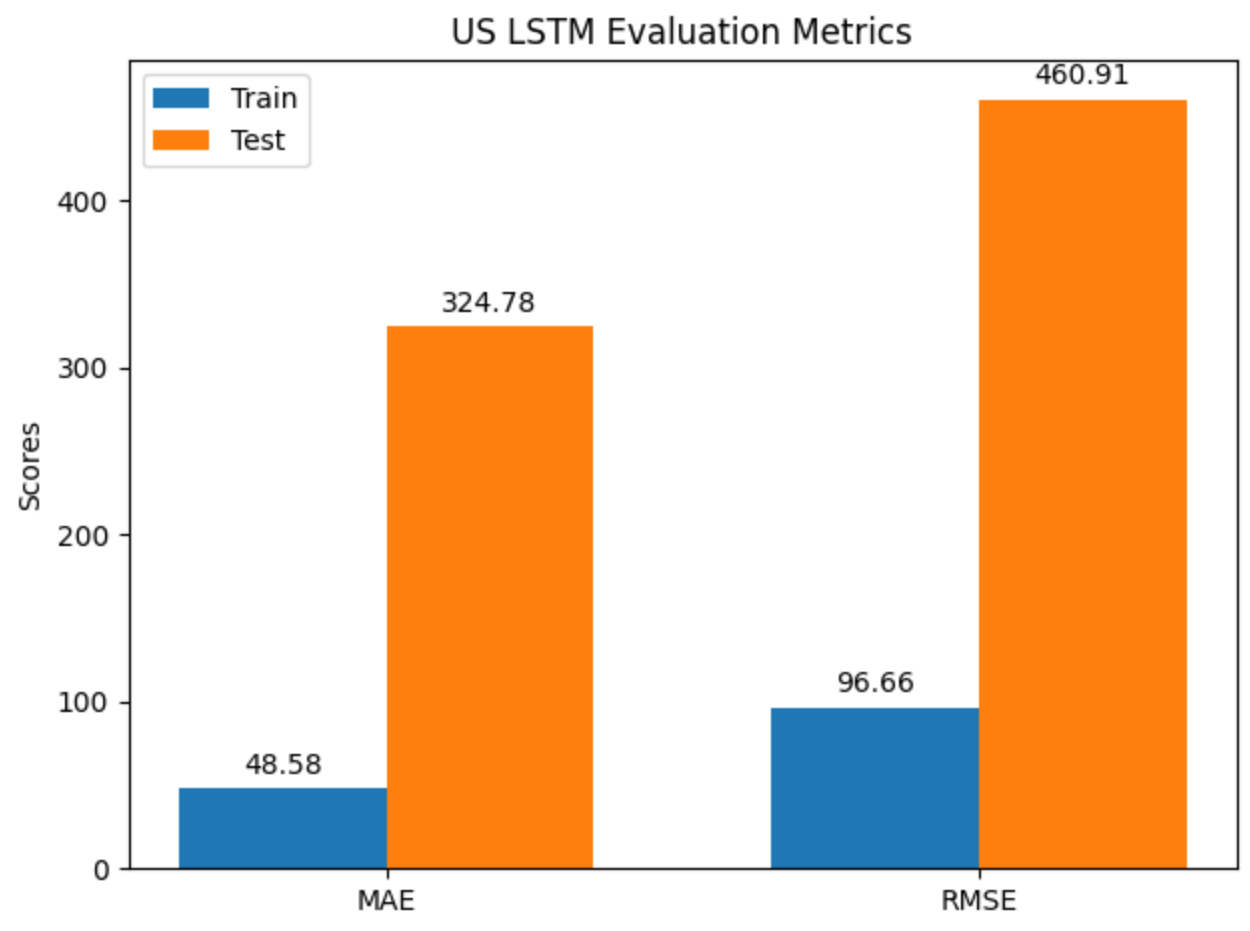 US LSTM Evaluation Metrics
Train
Test
460.91
324.78
96.66
48.58
400
300
200
100
0
Scores
MAE
RMSE